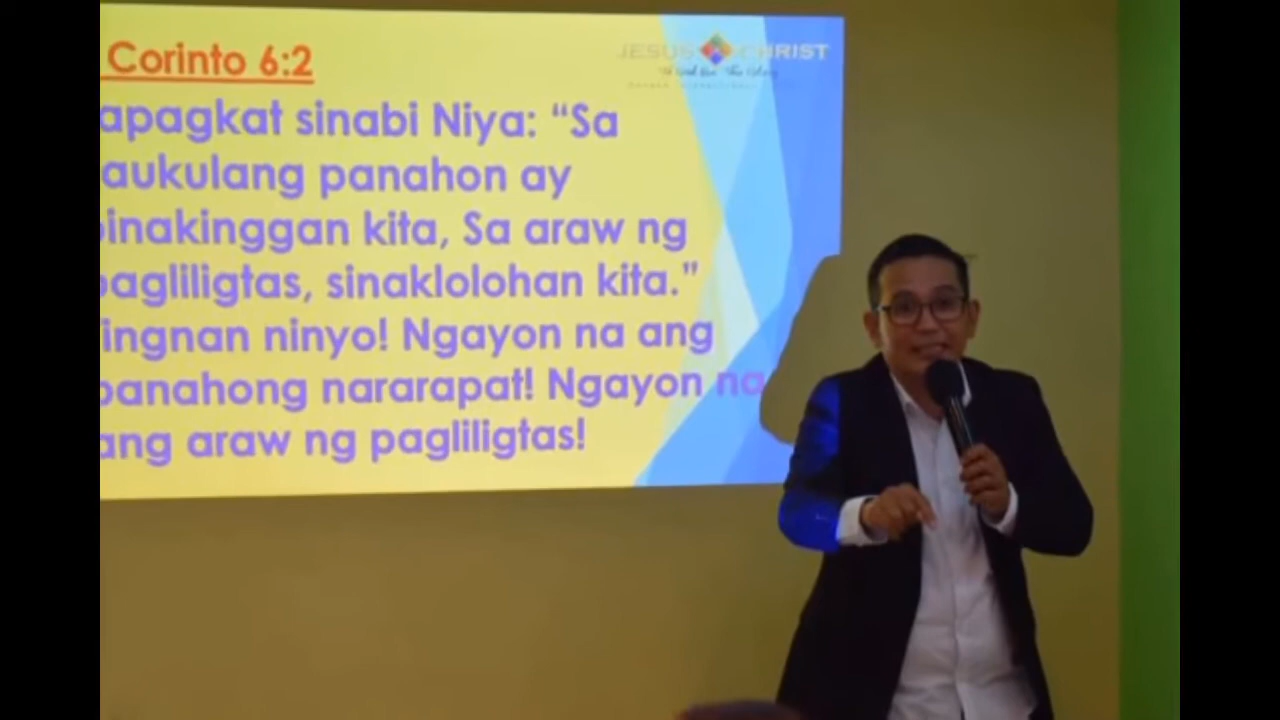 Corinto 6:2
JESUS CHRIST
apagkat sinabi Niya: “Sa
aukulang panahon ay
inakinggan kita, Sa araw ng
agliligtas, sinaklolohan kita.”
ingnan ninyo! Ngayon na ang
panahong nararapat! Ngayon na
ang araw ng pagliligtas!